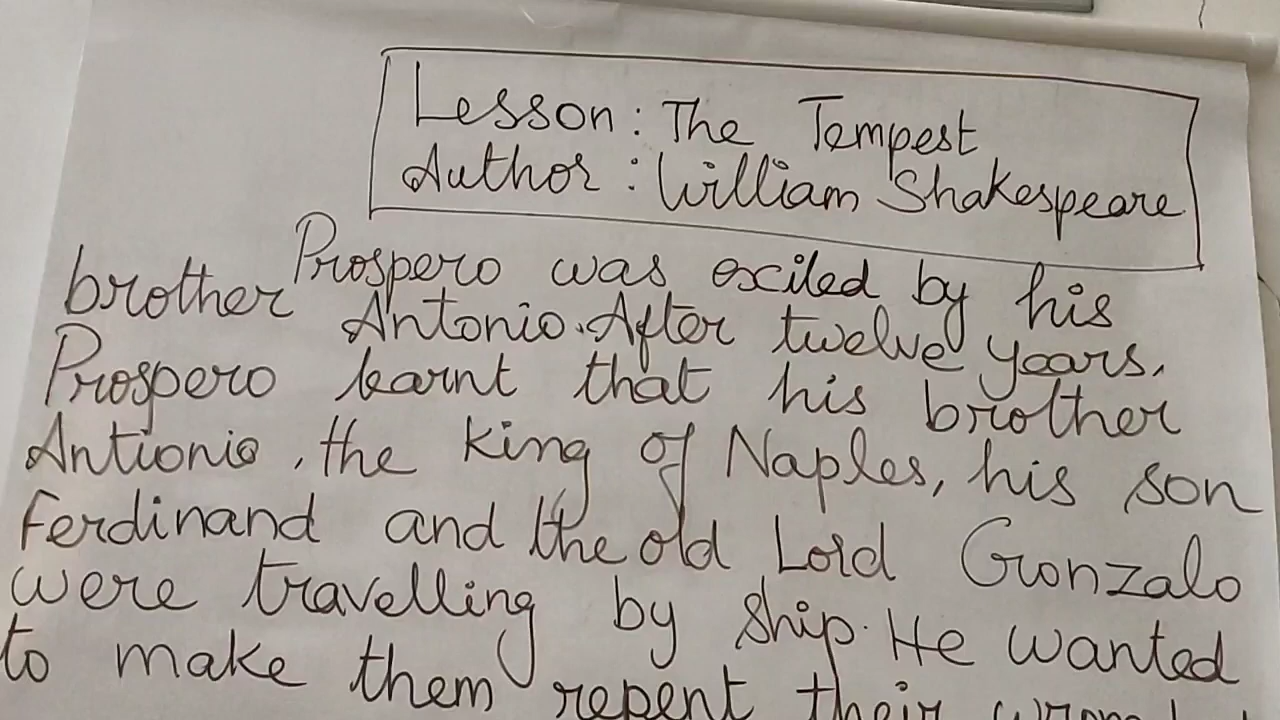 Lesson: The Tempest
Author: William Shakespeare
Prospero was exciled by his
brother Antonio. After twelve years,
Prospero learnt that his brother
Antionio, the king of Naples, his son
Ferdinand and the old Lord Gonzalo
were travelling by ship. He wanted
to make them repent their